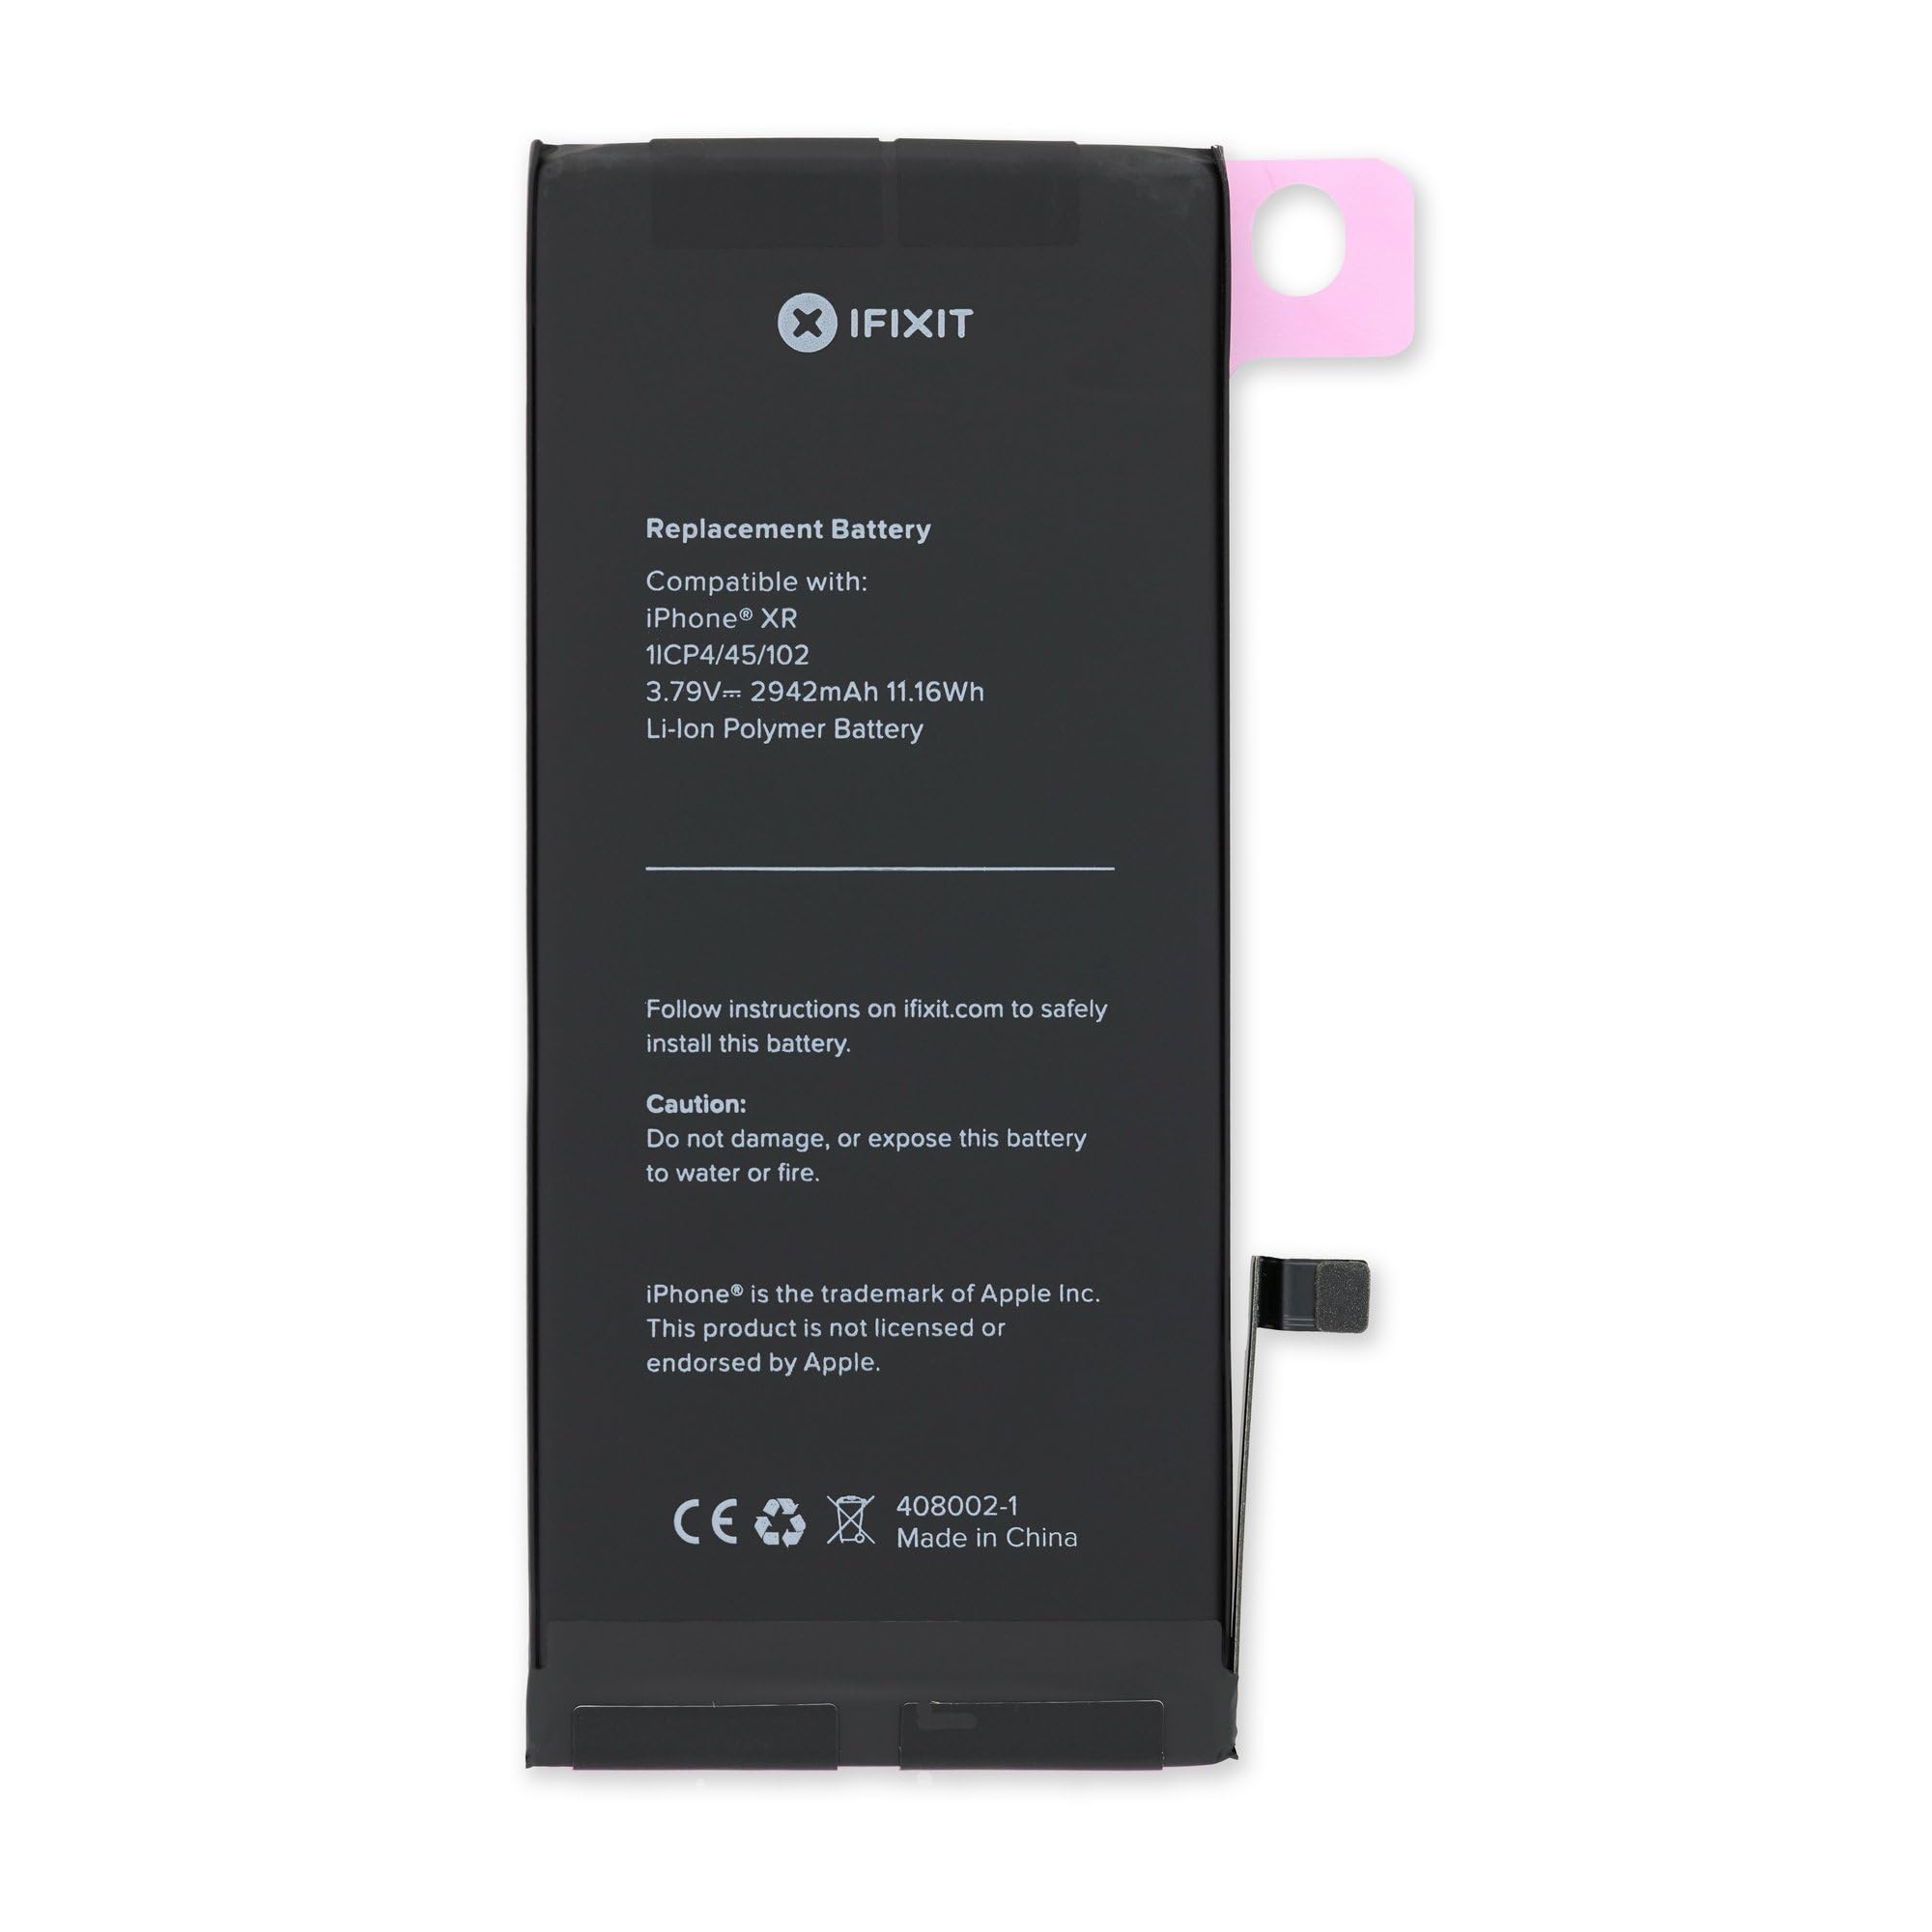 IFIXIT
Replacement Battery
Compatible with:
iPhone® XR
1ICP4/45/102
3.79V⎓ 2942mAh 11.16Wh
Li-Ion Polymer Battery
Follow instructions on ifixit.com to safely
install this battery.
Caution:
Do not damage, or expose this battery
to water or fire.
iPhone® is the trademark of Apple Inc.
This product is not licensed or
endorsed by Apple.
CE 408002-1
Made in China